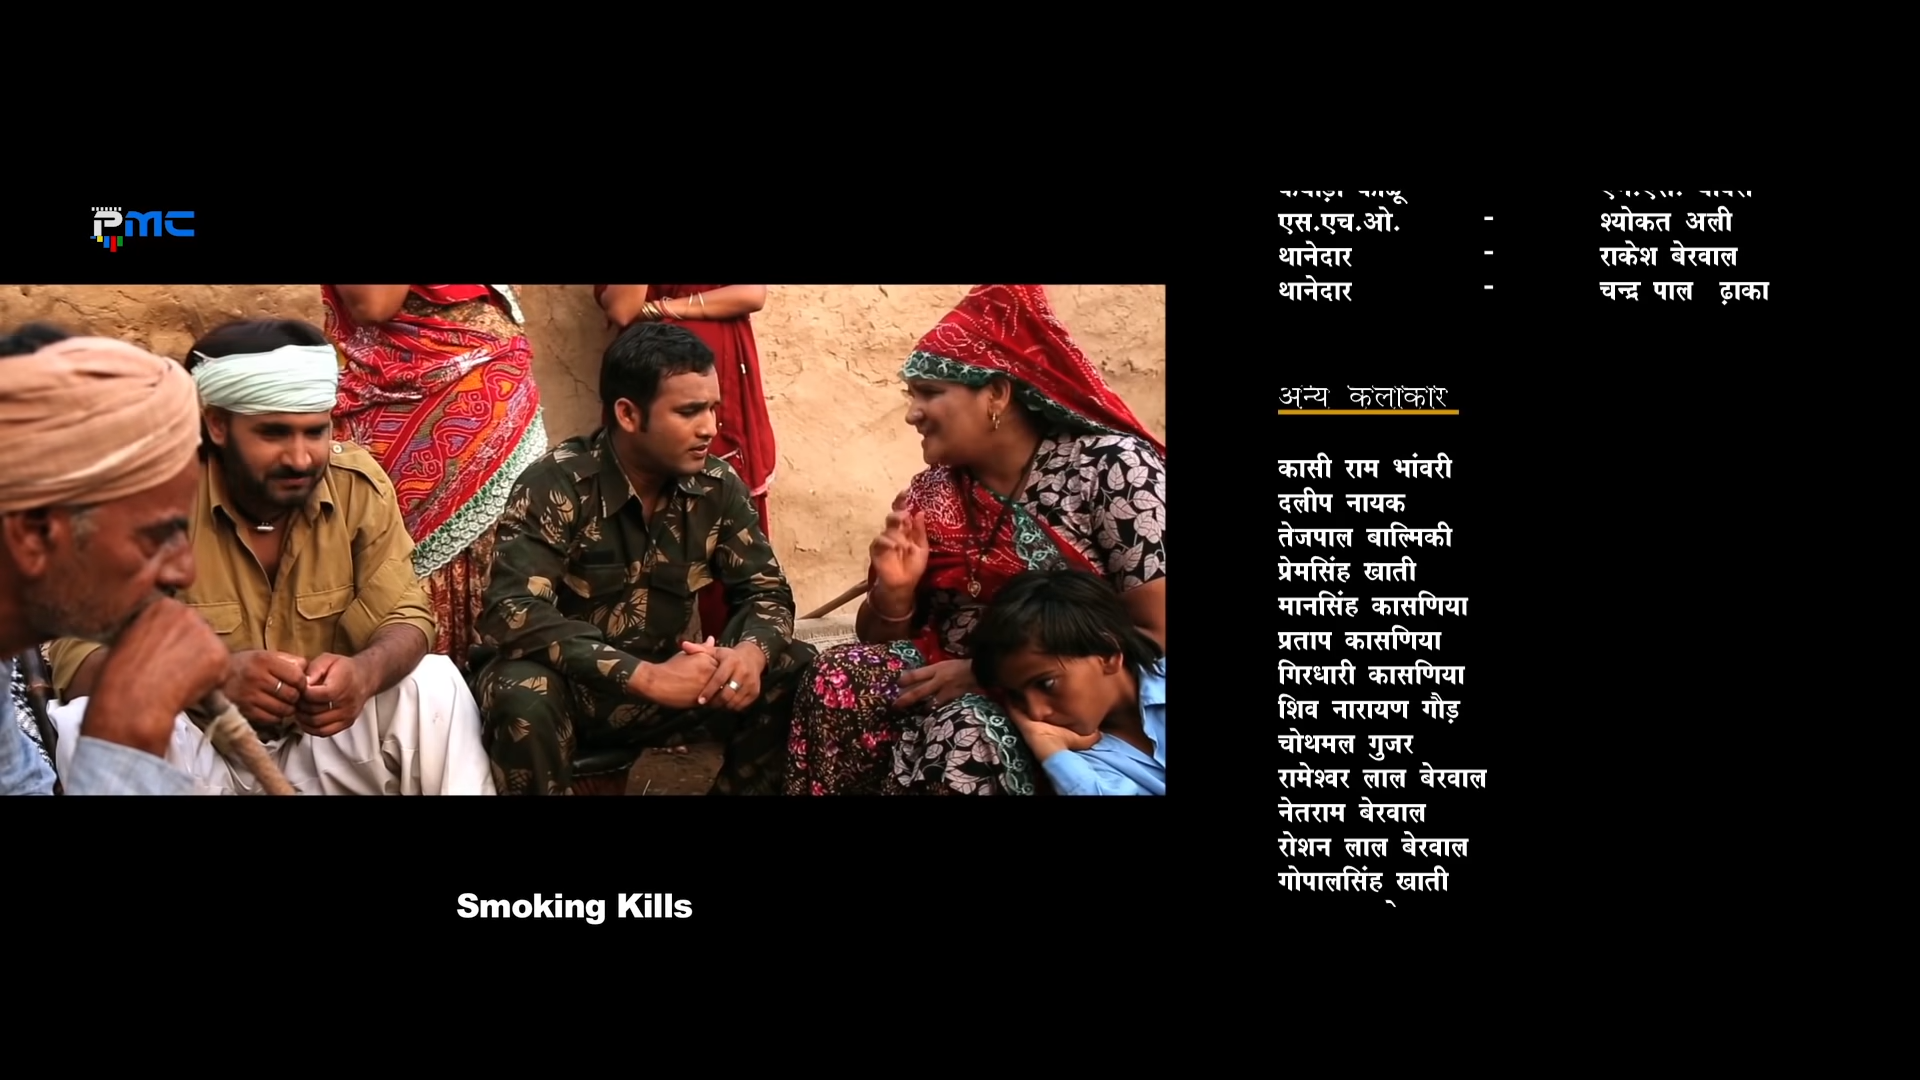 PMC
एस.एच.ओ. - श्योकत अली
थानेदार - राकेश बेरवाल
थानेदार - चन्द्र पाल ढ़ाका
अन्य कलाकार
कासी राम भांवरी
दलीप नायक
तेजपाल बाल्मिकी
प्रेमसिंह खाती
मानसिंह कासणिया
प्रताप कासणिया
गिरधारी कासणिया
शिव नारायण गौड़
चोथमल गुजर
रामेश्वर लाल बेरवाल
नेतराम बेरवाल
रोशन लाल बेरवाल
गोपालसिंह खाती
Smoking Kills